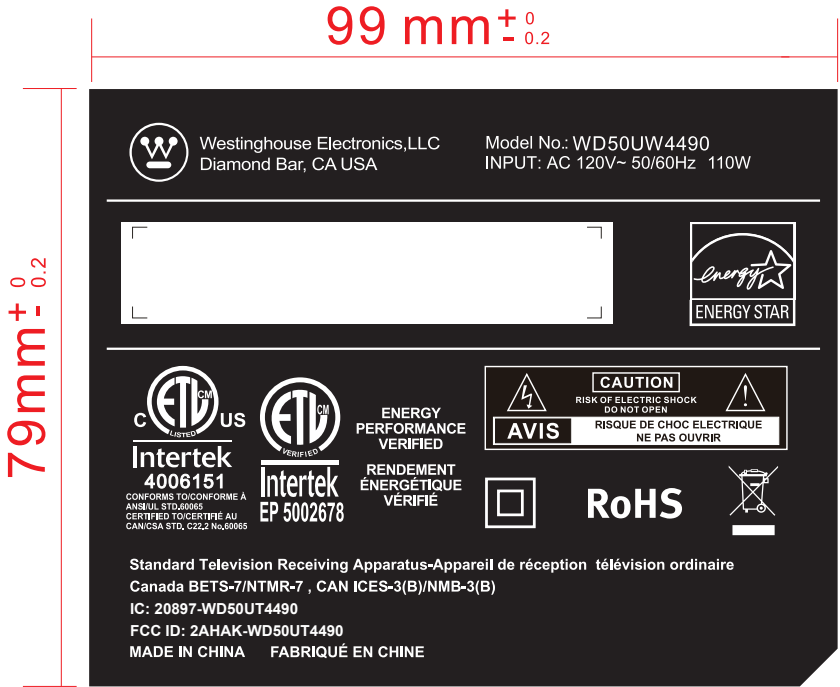 99 mm ± 0 0.2
79mm ± 0 0.2
Westinghouse Electronics,LLC
Diamond Bar, CA USA
Model No.: WD50UW4490
INPUT: AC 120V~ 50/60Hz 110W
energy
ENERGY STAR
C ETL CM US
LISTED
Intertek
4006151
CONFORMS TO/CONFORME À
ANSI/UL STD.60065
CERTIFIED TO/CERTIFIÉ AU
CAN/CSA STD. C22.2 No.60065
ETL CM
VERIFIED
Intertek
EP 5002678
ENERGY
PERFORMANCE
VERIFIED
RENDEMENT
ÉNERGÉTIQUE
VÉRIFIÉ
CAUTION
RISK OF ELECTRIC SHOCK
DO NOT OPEN
AVIS
RISQUE DE CHOC ELECTRIQUE
NE PAS OUVRIR
RoHS
Standard Television Receiving Apparatus-Appareil de réception télévision ordinaire
Canada BETS-7/NTMR-7 , CAN ICES-3(B)/NMB-3(B)
IC: 20897-WD50UT4490
FCC ID: 2AHAK-WD50UT4490
MADE IN CHINA FABRIQUÉ EN CHINE